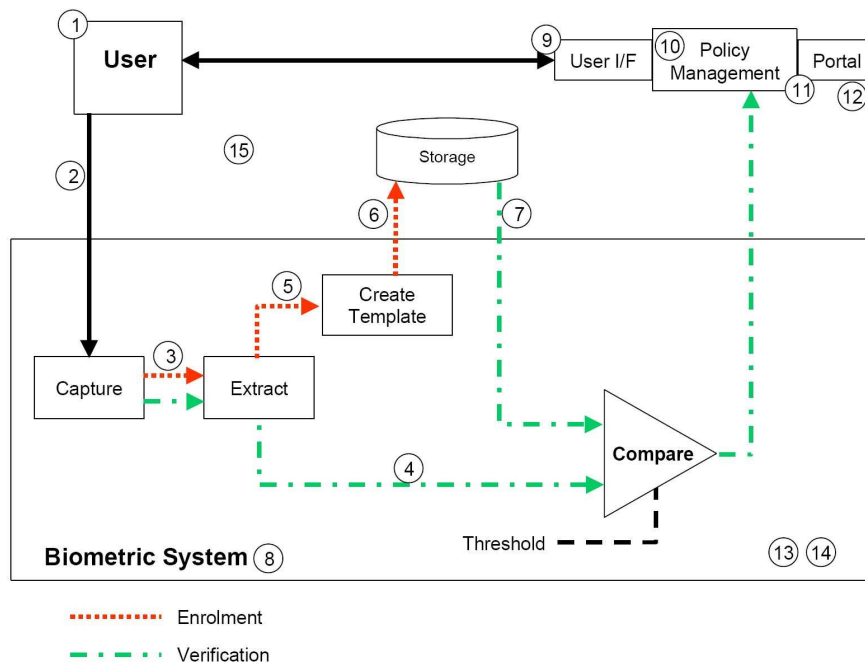 1
User
9
User I/F
10
Policy
Management
Portal
11
12
15
Storage
2
6
7
5
Create
Template
3
Capture
Extract
4
Compare
Threshold
Biometric System 8
13
14
Enrolment
Verification